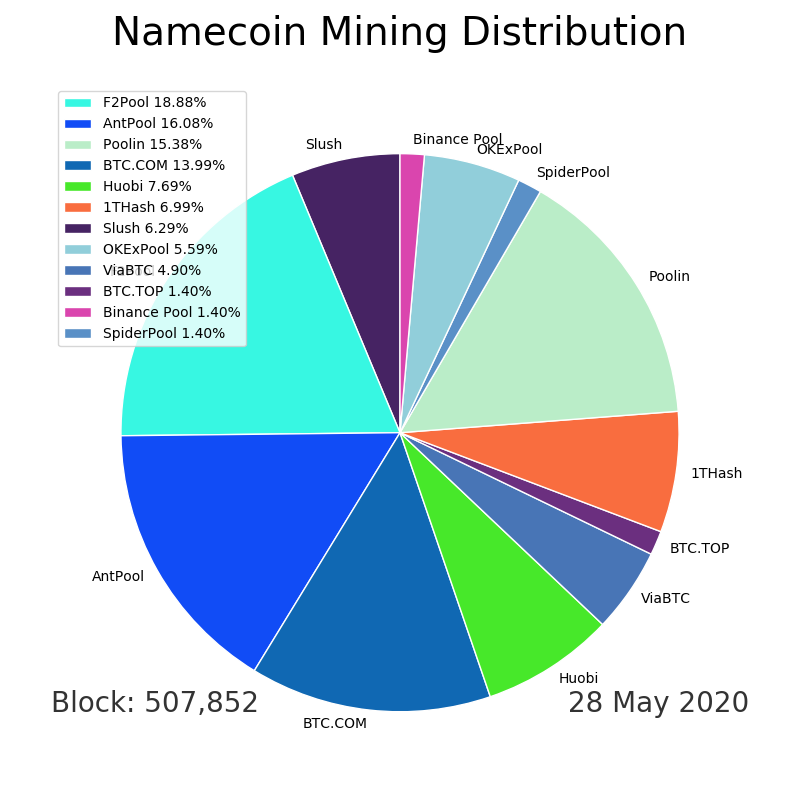 Namecoin Mining Distribution
F2Pool 18.88%
AntPool 16.08%
Poolin 15.38%
BTC.COM 13.99%
Huobi 7.69%
1THash 6.99%
Slush 6.29%
OKExPool 5.59%
ViaBTC 4.90%
BTC.TOP 1.40%
Binance Pool 1.40%
SpiderPool 1.40%
Slush
Binance Pool
OKExPool
SpiderPool
Poolin
1THash
BTC.TOP
ViaBTC
Huobi
BTC.COM
AntPool
Block: 507,852
28 May 2020